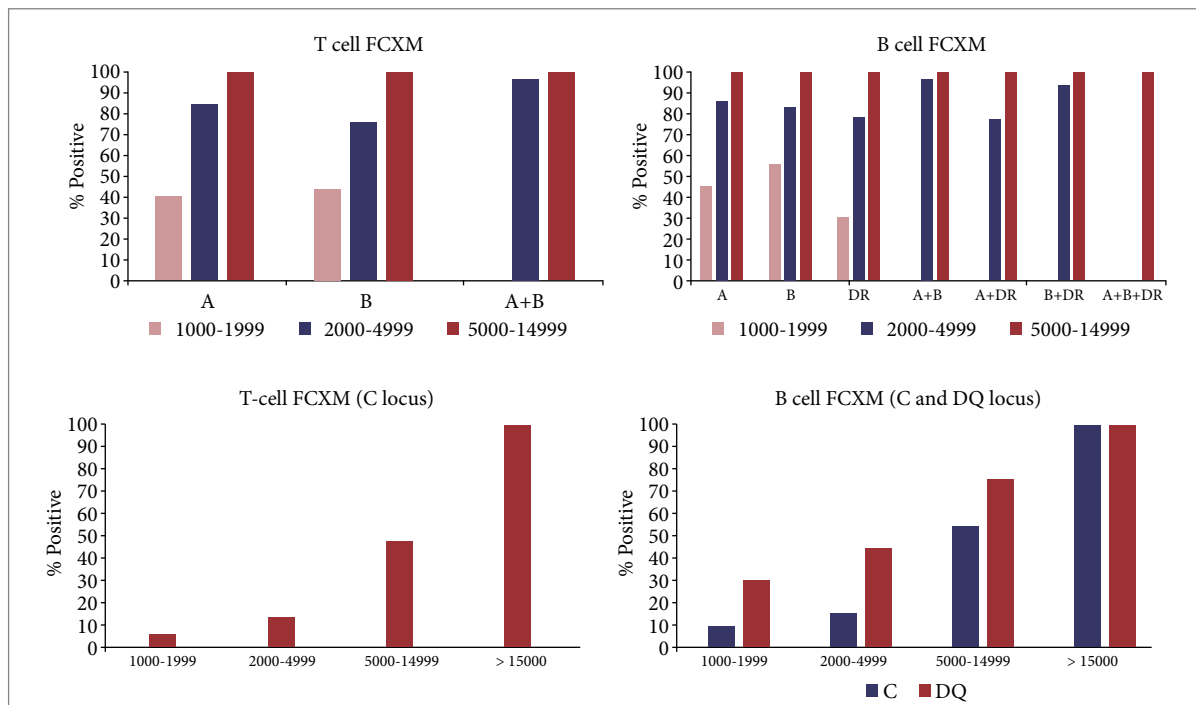 T cell FCXM
% Positive
100
90
80
70
60
50
40
30
20
10
0
A B A+B
1000-1999 2000-4999 5000-14999
B cell FCXM
% Positive
100
90
80
70
60
50
40
30
20
10
0
A B DR A+B A+DR B+DR A+B+DR
1000-1999 2000-4999 5000-14999
T-cell FCXM (C locus)
% Positive
100
90
80
70
60
50
40
30
20
10
0
1000-1999 2000-4999 5000-14999 > 15000
B cell FCXM (C and DQ locus)
% Positive
100
90
80
70
60
50
40
30
20
10
0
1000-1999 2000-4999 5000-14999 > 15000
C DQ